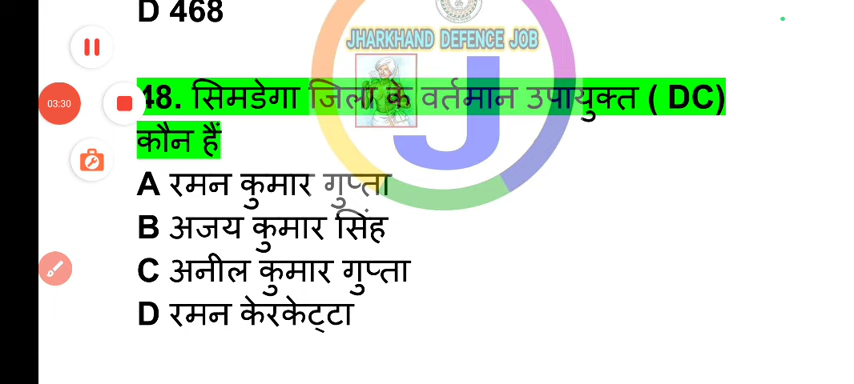 D 468
JHARKHAND DEFENCE JOB
48. सिमडेगा जिला के वर्तमान उपायुक्त ( DC)
03:30
कौन हैं
A रमन कुमार गुप्ता
B अजय कुमार सिंह
C अनील कुमार गुप्ता
D रमन केरकेट्टा